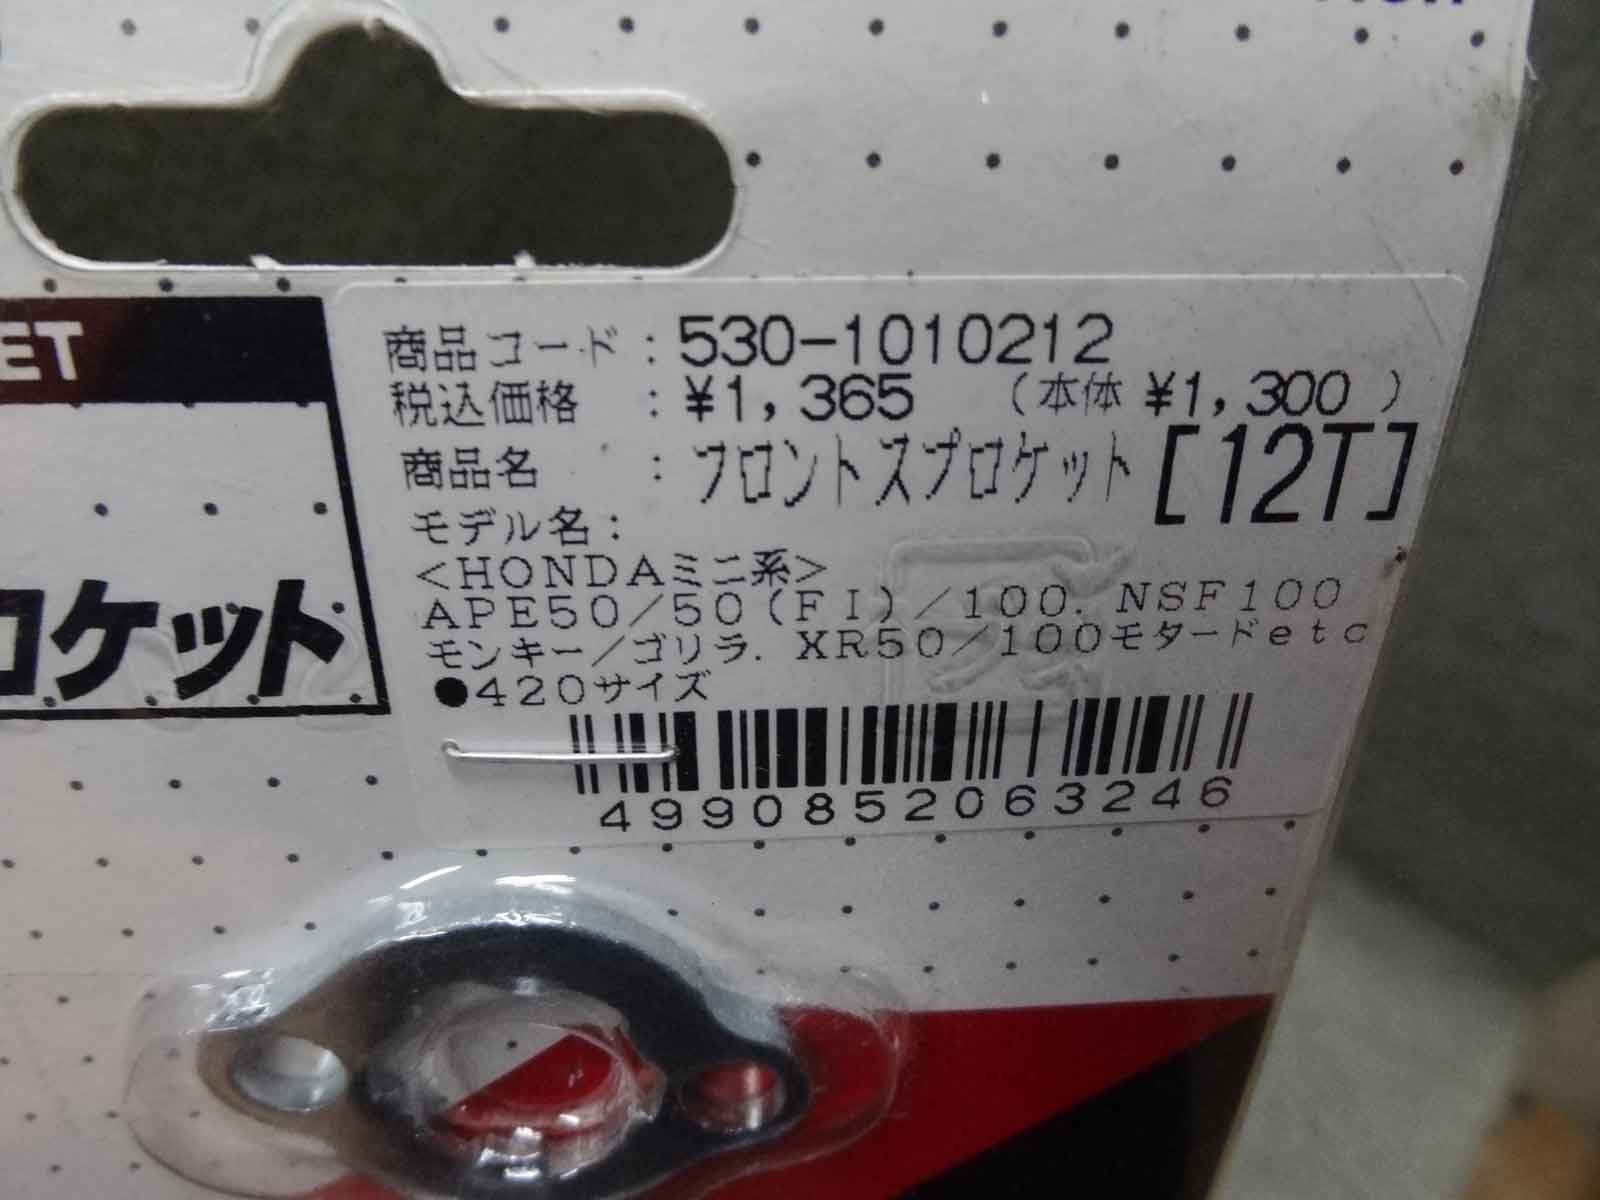 ET
ロケット
商品コード : 530-1010212
税込価格 : ¥1,365 (本体 ¥1,300 )
商品名 : フロントスプロケット [12T]
モデル名 :
<HONDAミニ系>
APE50/50(FI)/100. NSF100
モンキー/ゴリラ. XR50/100モタードetc
●420サイズ
4990852063246